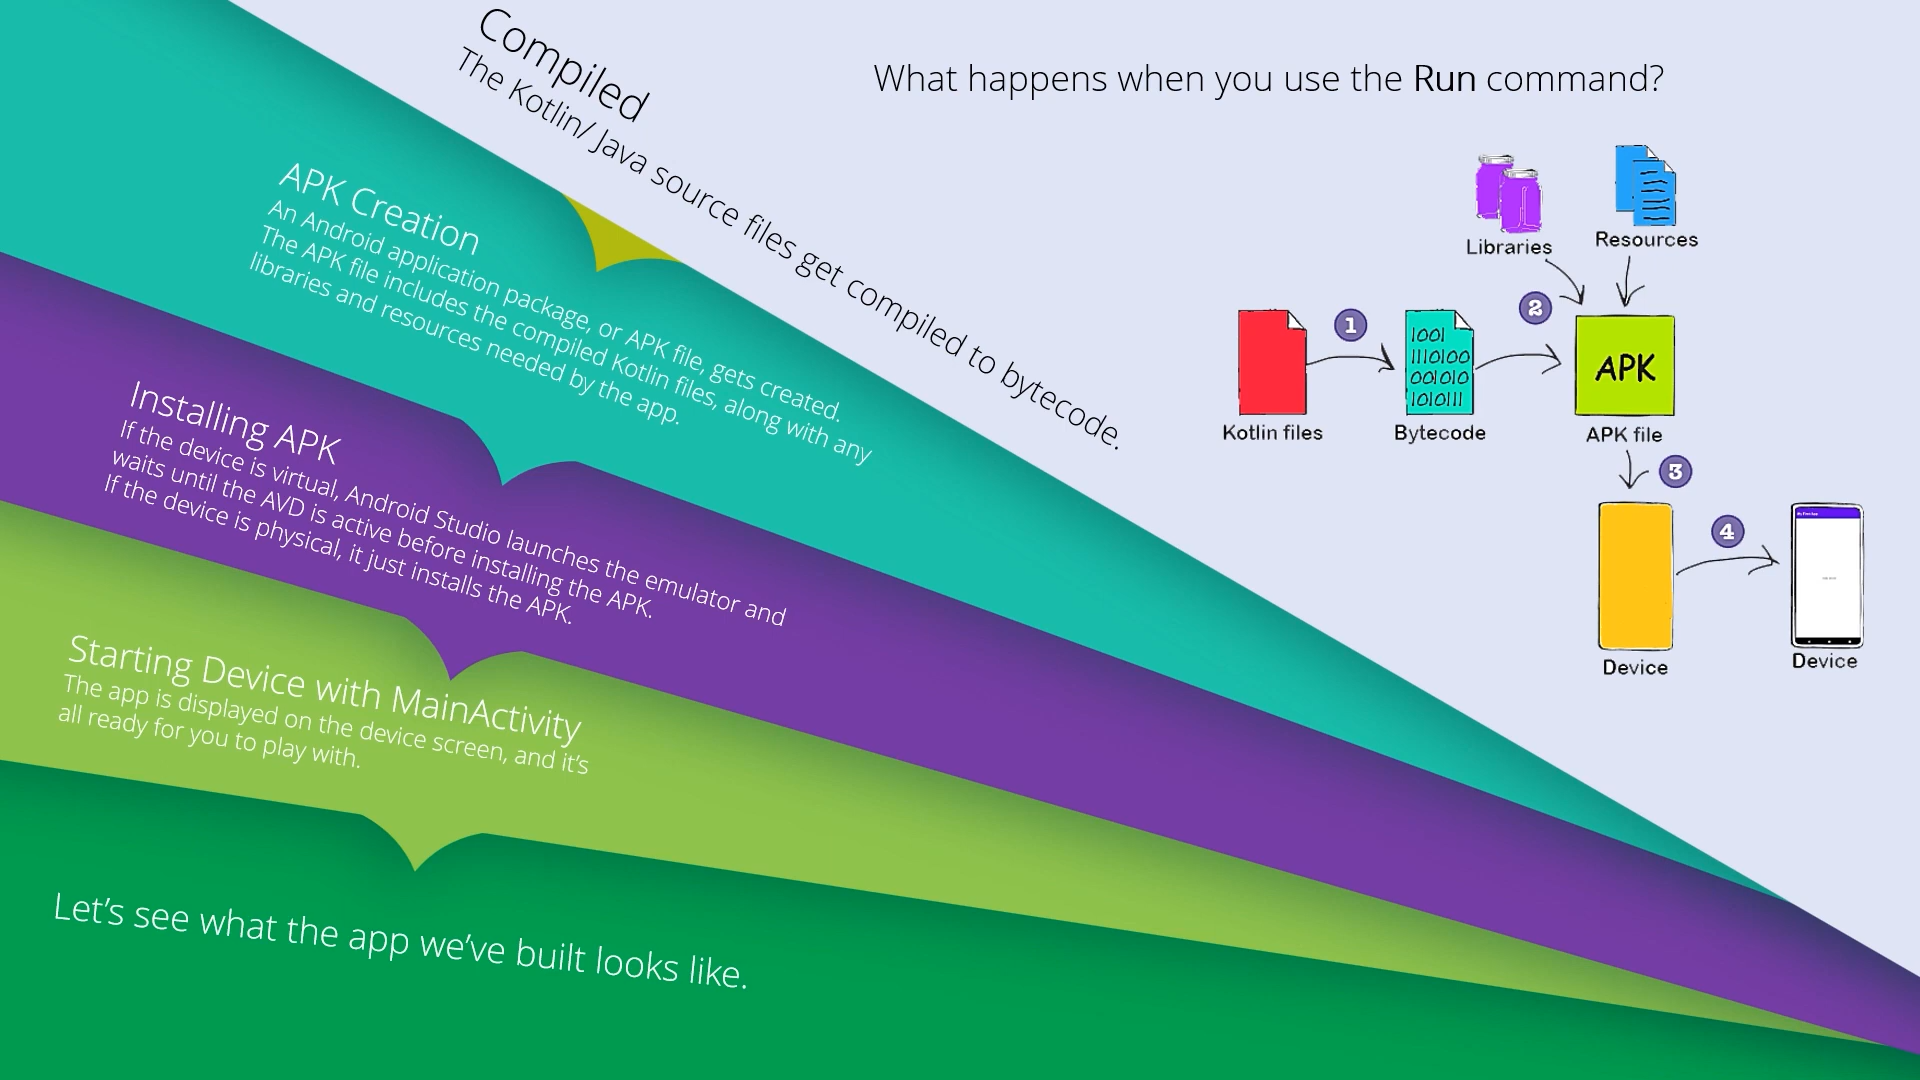 What happens when you use the Run command?
Compiled
The Kotlin/ Java source files get compiled to bytecode.
APK Creation
An Android application package, or APK file, gets created.
The APK file includes the compiled Kotlin files, along with any
libraries and resources needed by the app.
Installing APK
If the device is virtual, Android Studio launches the emulator and
waits until the AVD is active before installing the APK.
If the device is physical, it just installs the APK.
Starting Device with MainActivity
The app is displayed on the device screen, and it's
all ready for you to play with.
Let's see what the app we've built looks like.
Libraries
Resources
1
2
1001
1110100
001010
1010111
APK
Kotlin files
Bytecode
APK file
3
4
My First App
Device
Device